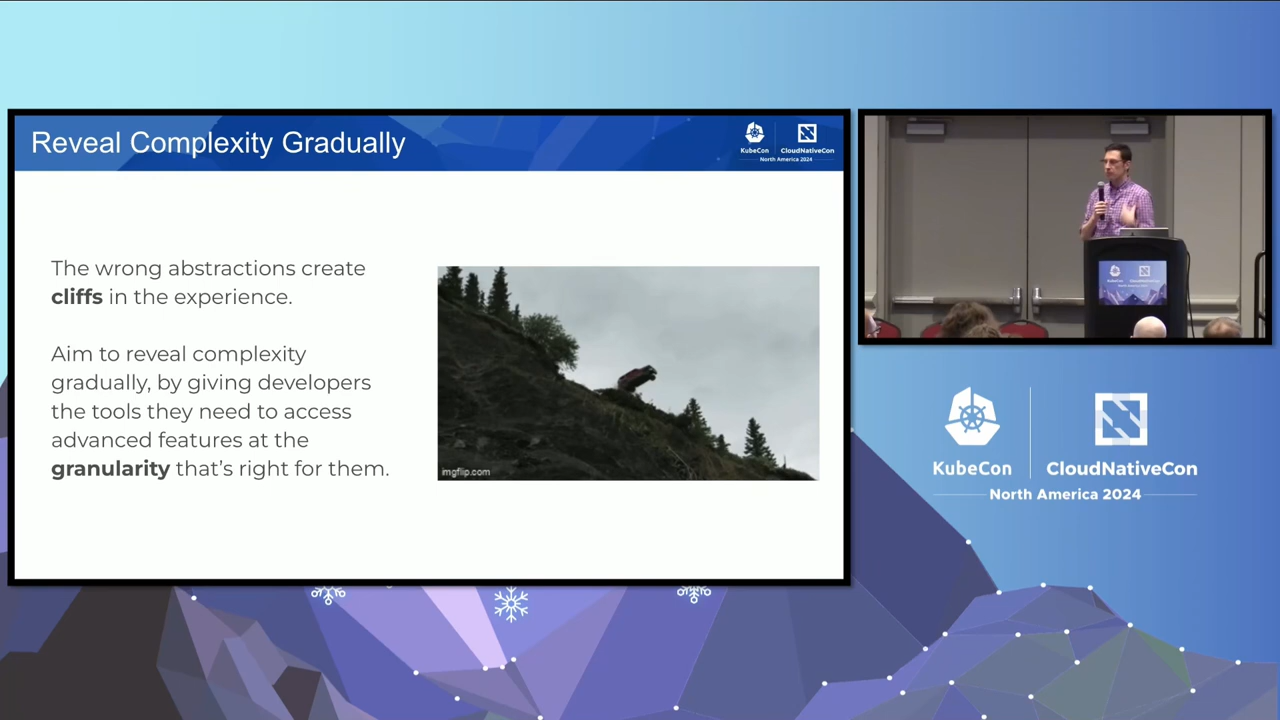 Reveal Complexity Gradually
KubeCon
CloudNativeCon
North America 2024
The wrong abstractions create
cliffs in the experience.
Aim to reveal complexity
gradually, by giving developers
the tools they need to access
advanced features at the
granularity that's right for them.
imgflip.com
KubeCon
CloudNativeCon
North America 2024